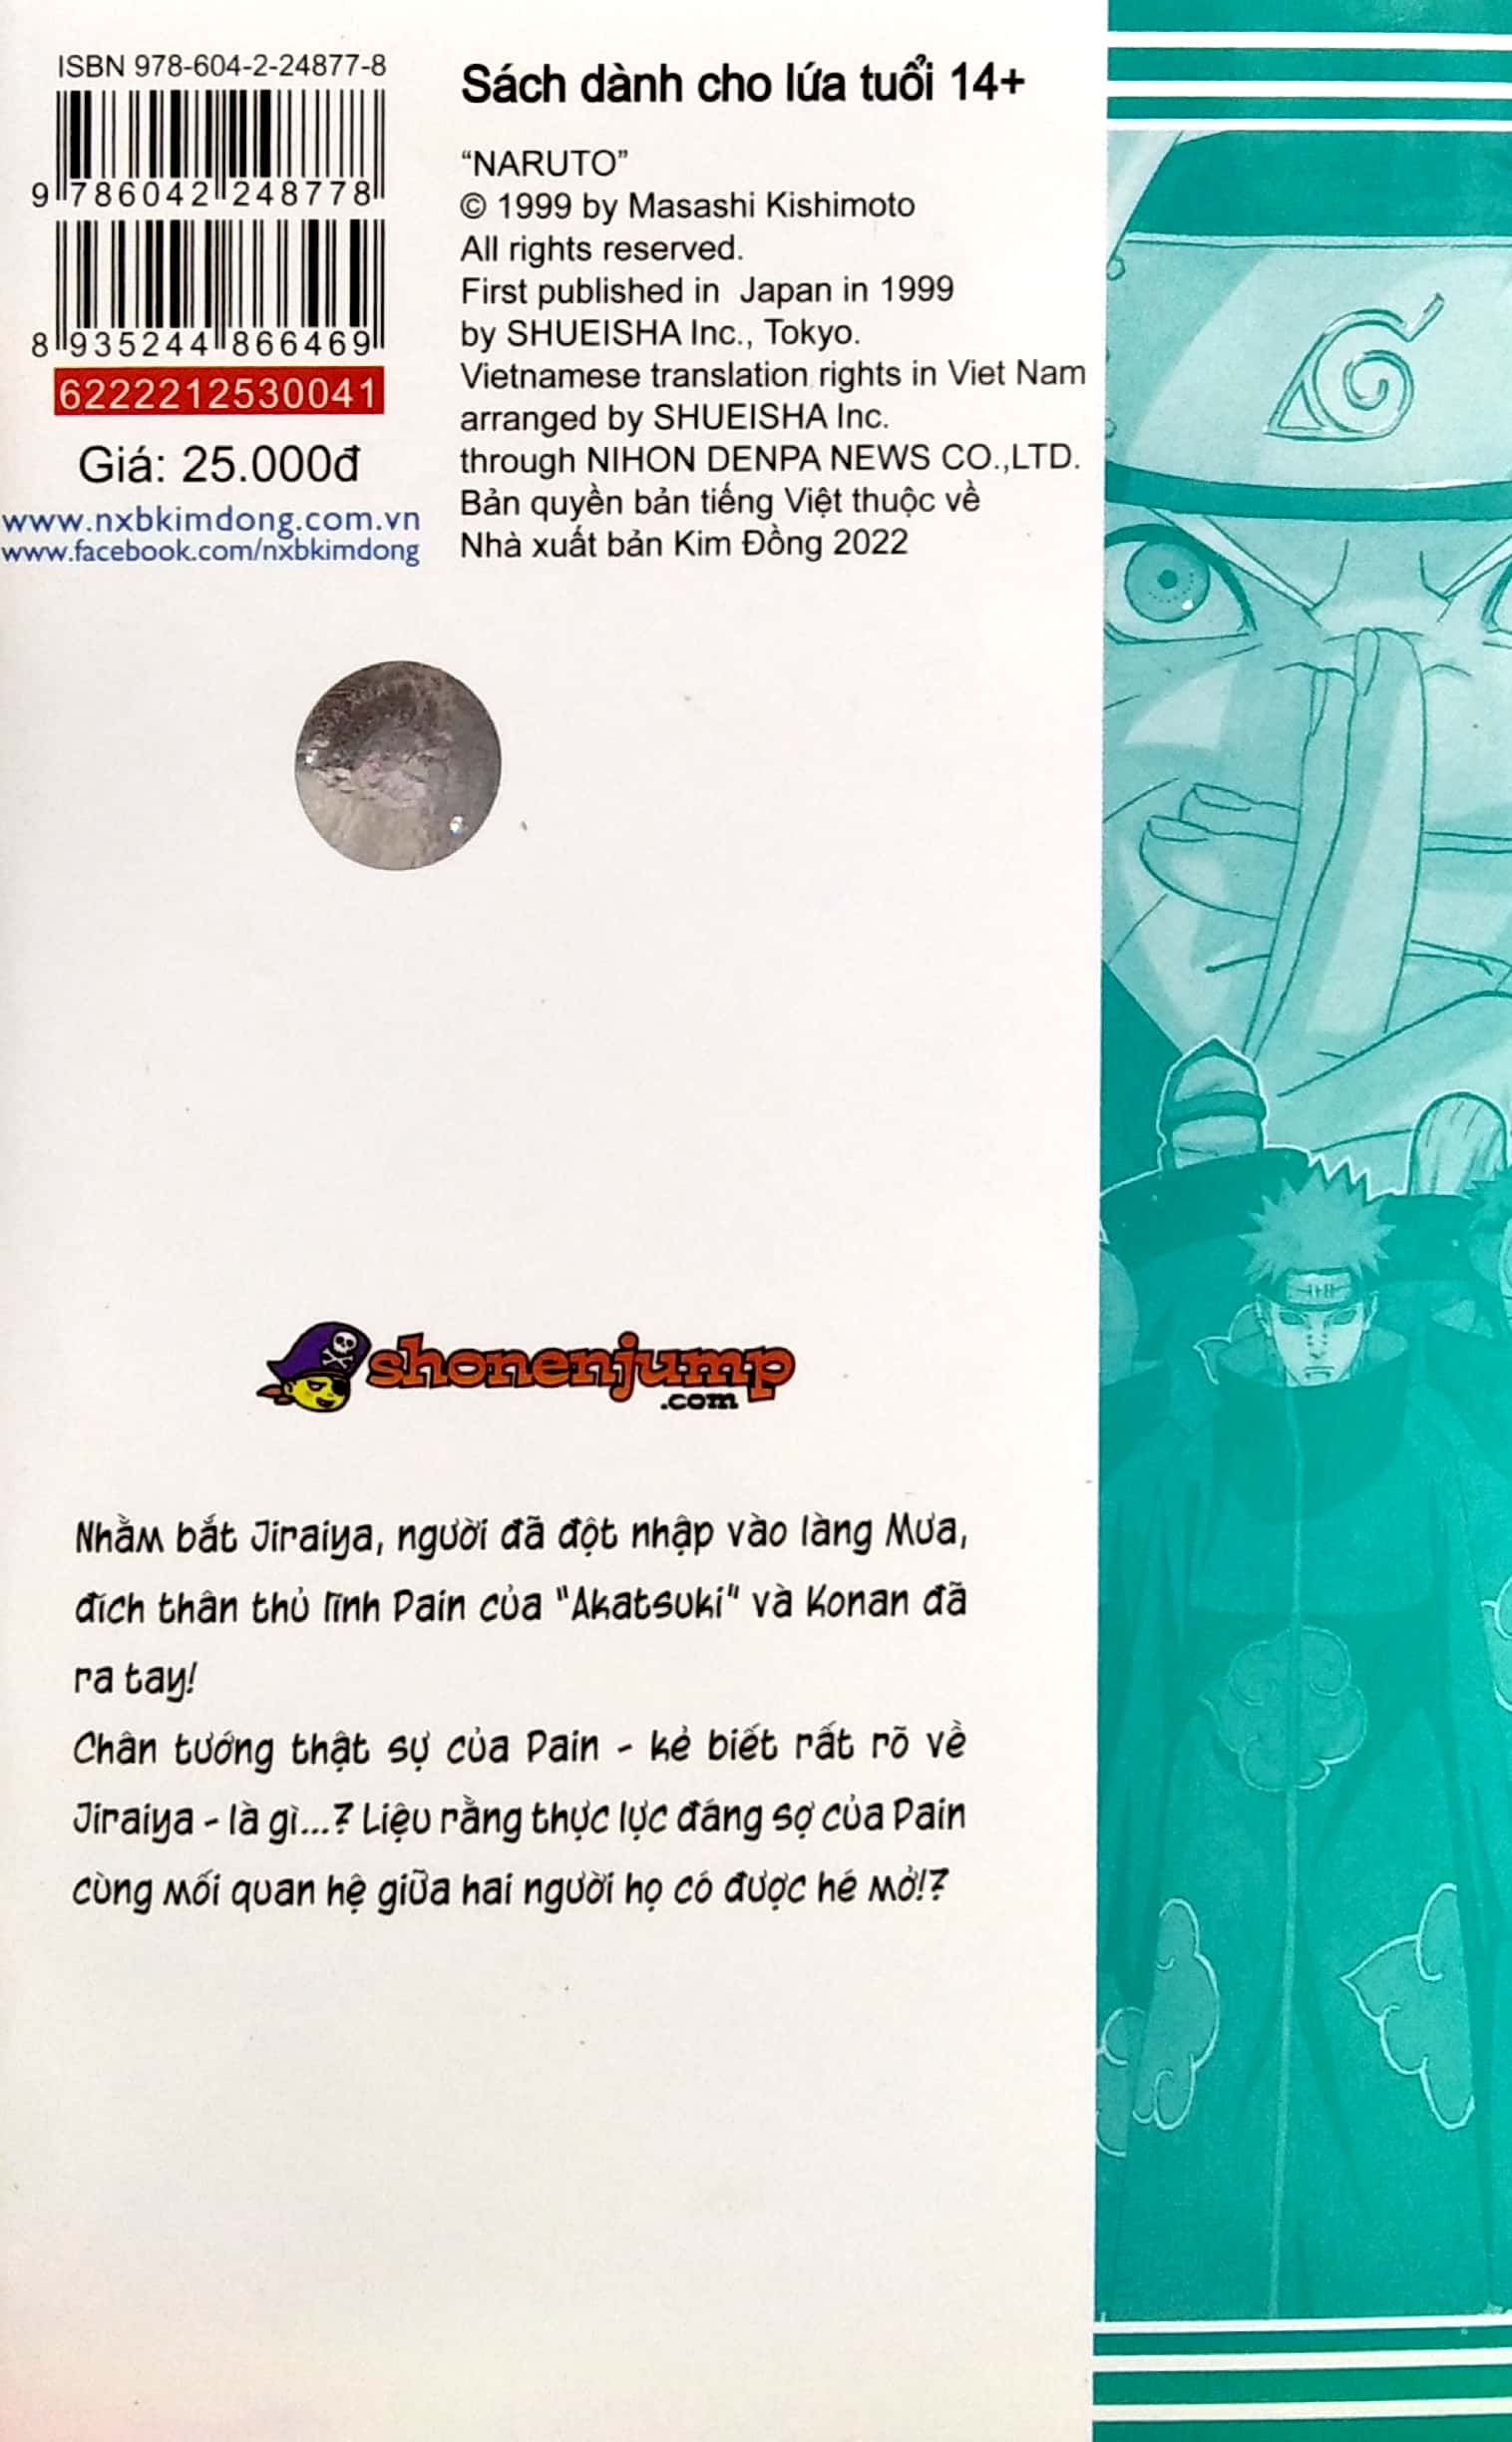 ISBN 978-604-2-24877-8
9 786042 248778
8 935244 866469
6222212530041
Giá: 25.000đ
www.nxbkimdong.com.vn
www.facebook.com/nxbkimdong
Sách dành cho lứa tuổi 14+
“NARUTO”
© 1999 by Masashi Kishimoto
All rights reserved.
First published in Japan in 1999
by SHUEISHA Inc., Tokyo.
Vietnamese translation rights in Viet Nam
arranged by SHUEISHA Inc.
through NIHON DENPA NEWS CO.,LTD.
Bản quyền bản tiếng Việt thuộc về
Nhà xuất bản Kim Đồng 2022
shonenjump
.com
Nhằm bắt Jiraiya, người đã đột nhập vào làng Mưa,
đích thân thủ lĩnh Pain của "Akatsuki" và Konan đã
ra tay!
Chân tướng thật sự của Pain - kẻ biết rất rõ về
Jiraiya - là gì...? Liệu rằng thực lực đáng sợ của Pain
cùng mối quan hệ giữa hai người họ có được hé mở!?